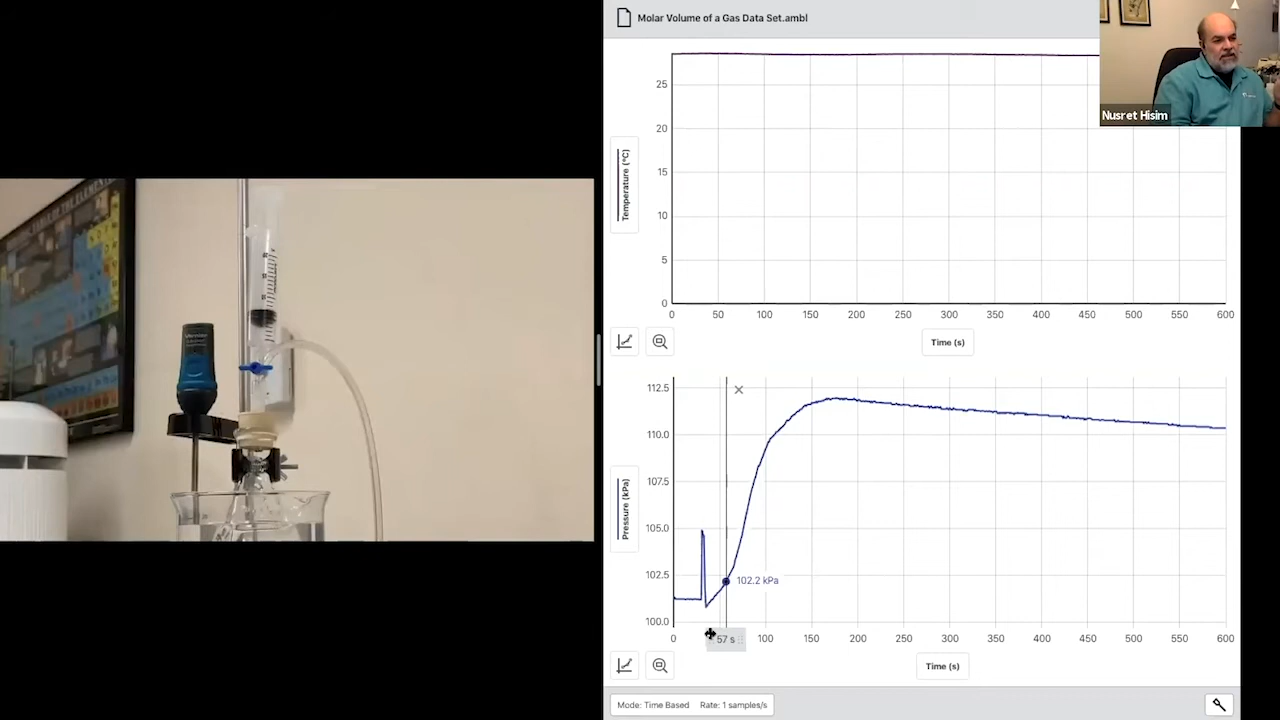 Molar Volume of a Gas Data Set.ambl
Nusret Hisim
Temperature (°C)
25
20
15
10
5
0
0 50 100 150 200 250 300 350 400 450 500 550 600
Time (s)
Pressure (kPa)
112.5
110.0
107.5
105.0
102.5
100.0
102.2 kPa
57 s
0 100 150 200 250 300 350 400 450 500 550 600
Time (s)
Mode: Time Based Rate: 1 samples/s